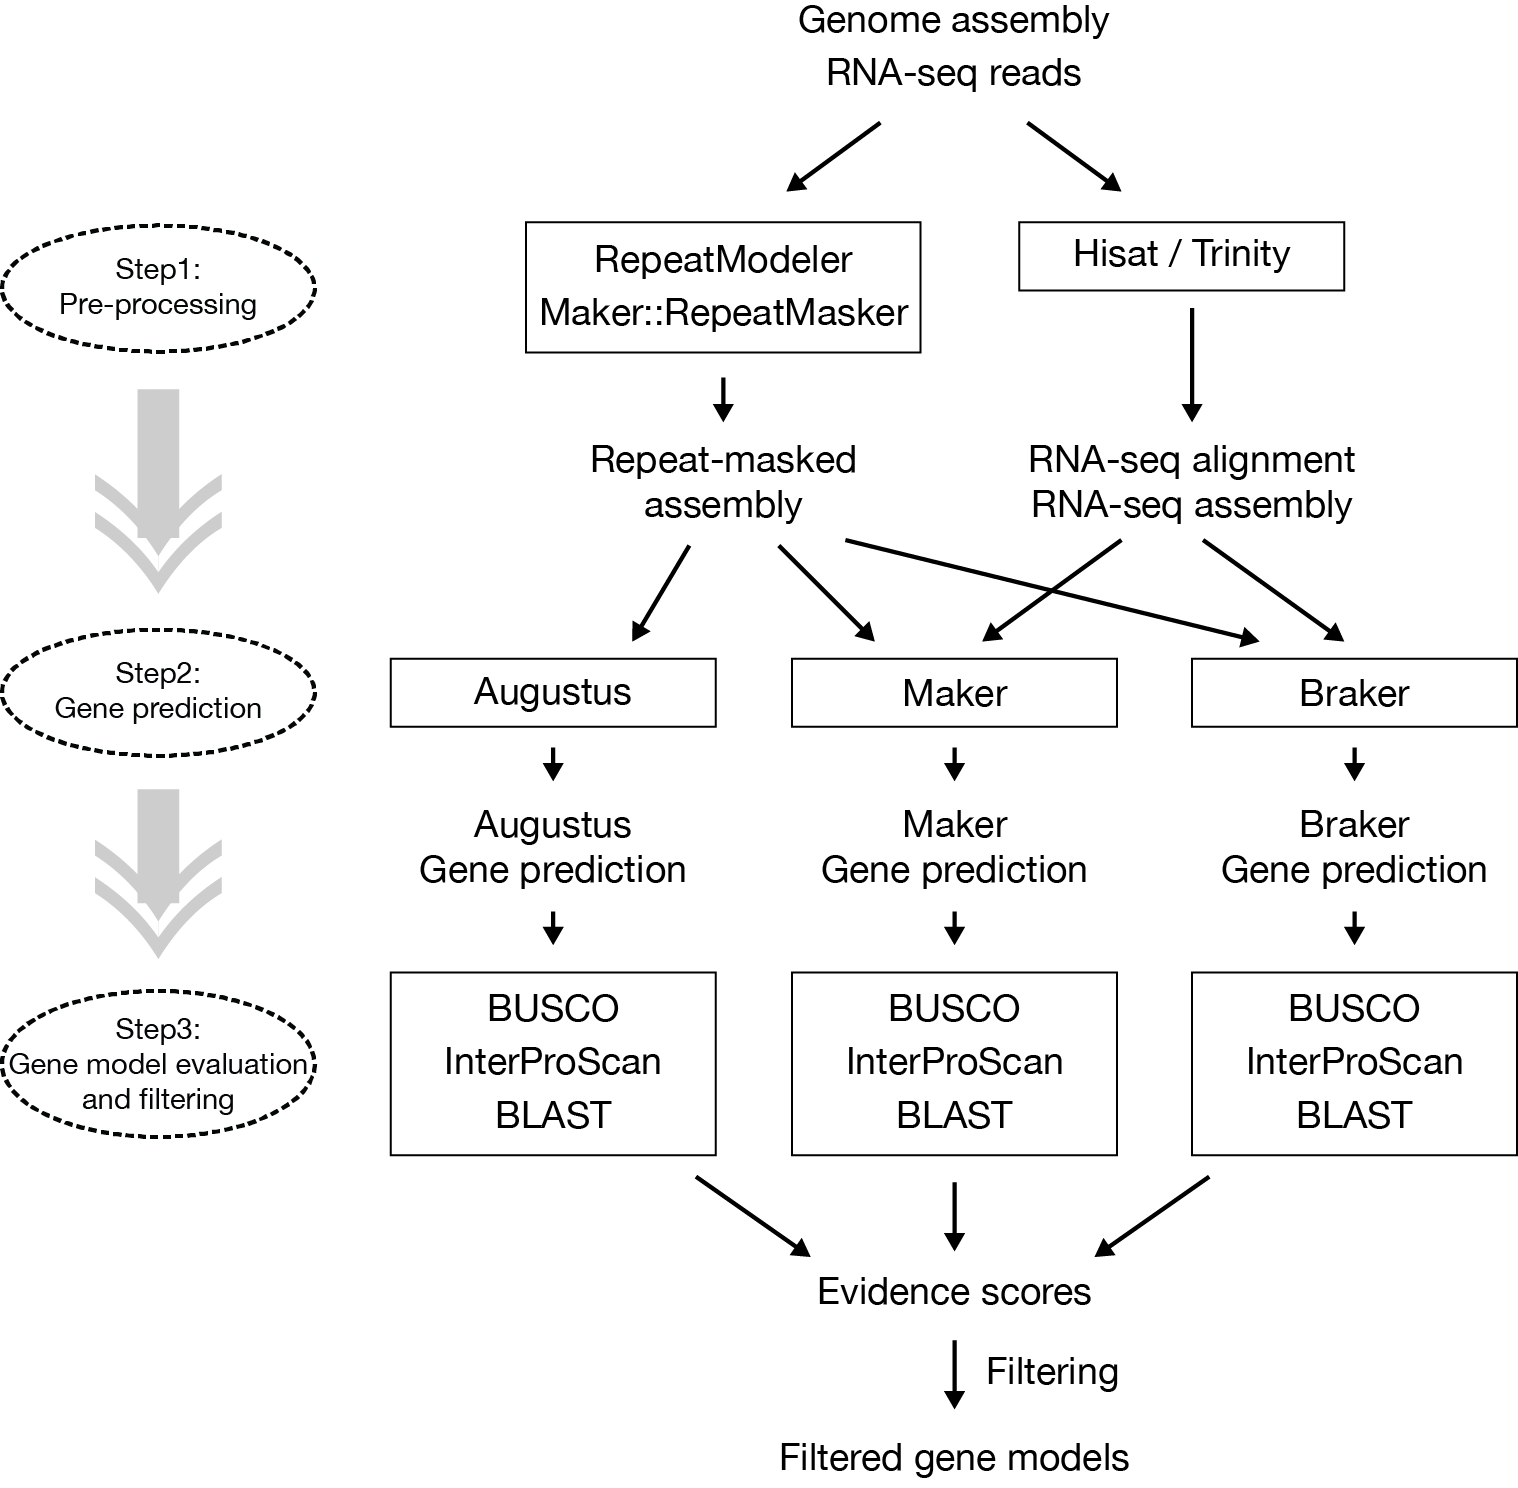 Genome assembly
RNA-seq reads
Step1:
Pre-processing
RepeatModeler
Maker::RepeatMasker
Hisat / Trinity
Repeat-masked
assembly
RNA-seq alignment
RNA-seq assembly
Step2:
Gene prediction
Augustus
Maker
Braker
Augustus
Gene prediction
Maker
Gene prediction
Braker
Gene prediction
Step3:
Gene model evaluation
and filtering
BUSCO
InterProScan
BLAST
BUSCO
InterProScan
BLAST
BUSCO
InterProScan
BLAST
Evidence scores
Filtering
Filtered gene models